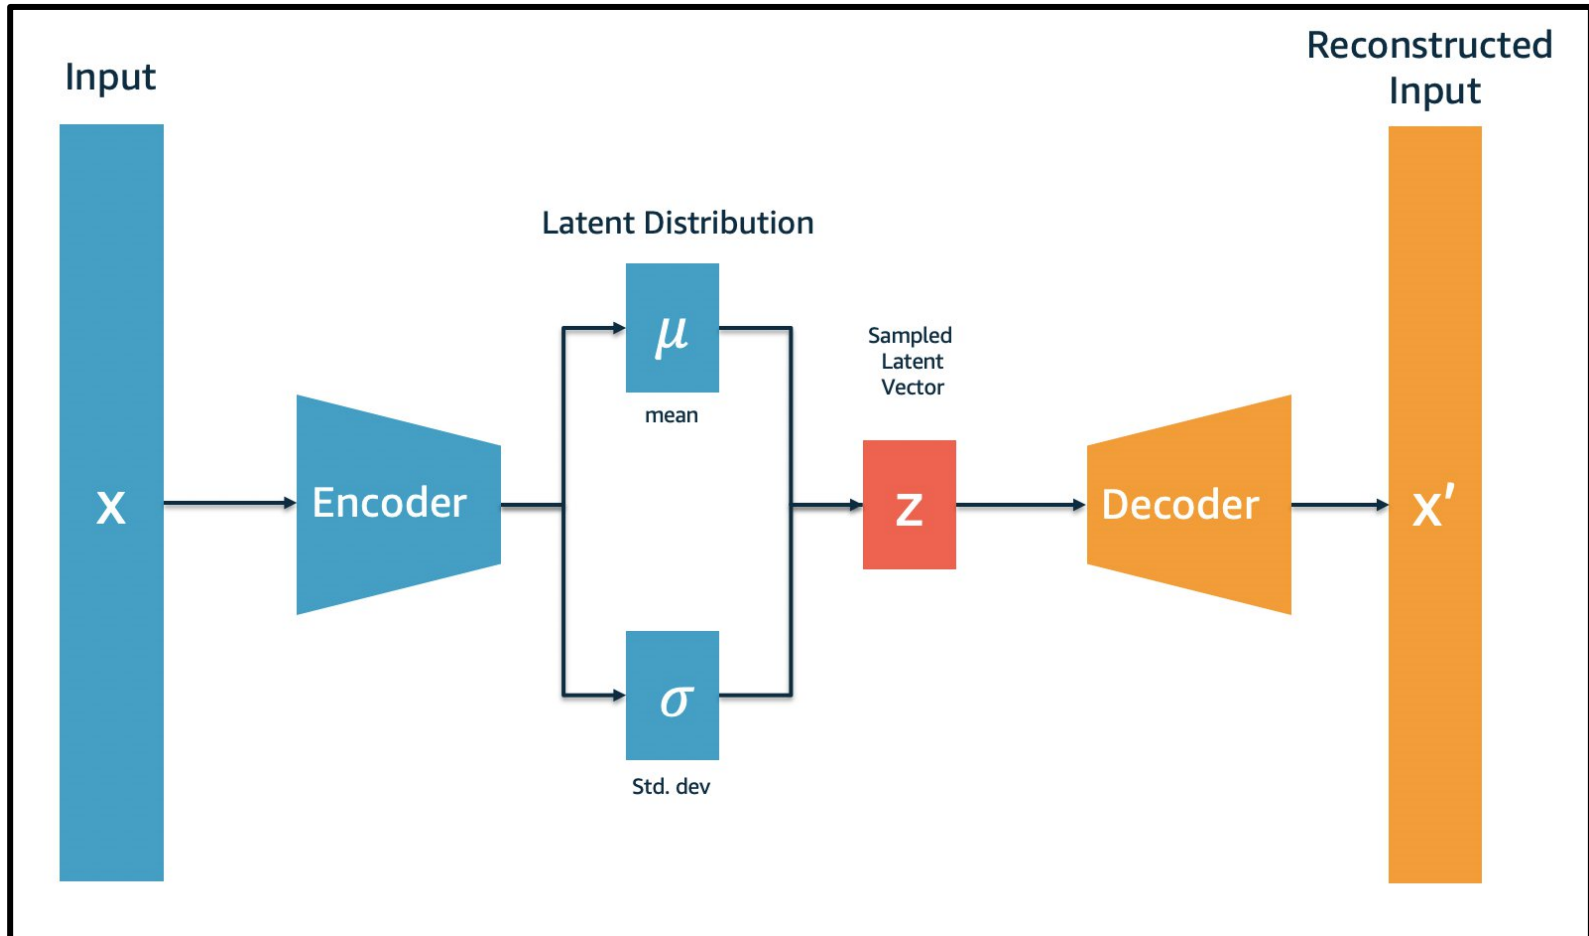 Input
Reconstructed
Input
Latent Distribution
μ
mean
Sampled
Latent
Vector
X
Encoder
Z
Decoder
X′
σ
Std. dev